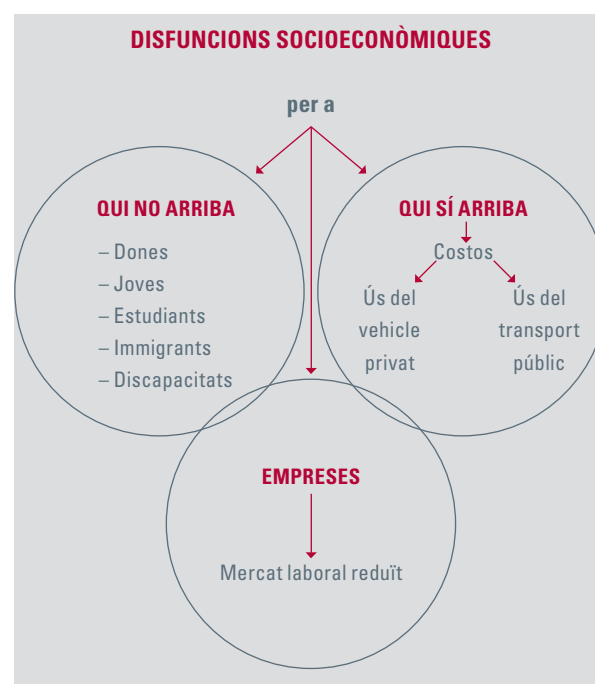 DISFUNCIONS SOCIOECONÒMIQUES
per a
QUI NO ARRIBA
– Dones
– Joves
– Estudiants
– Immigrants
– Discapacitats
QUI SÍ ARRIBA
Costos
Ús del
vehicle
privat
Ús del
transport
públic
EMPRESES
Mercat laboral reduït